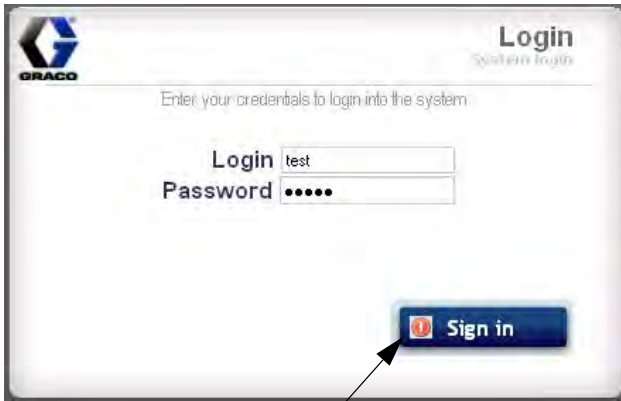 GRACO
Login
System login
Enter your credentials to login into the system
Login test
Password •••••
Sign in